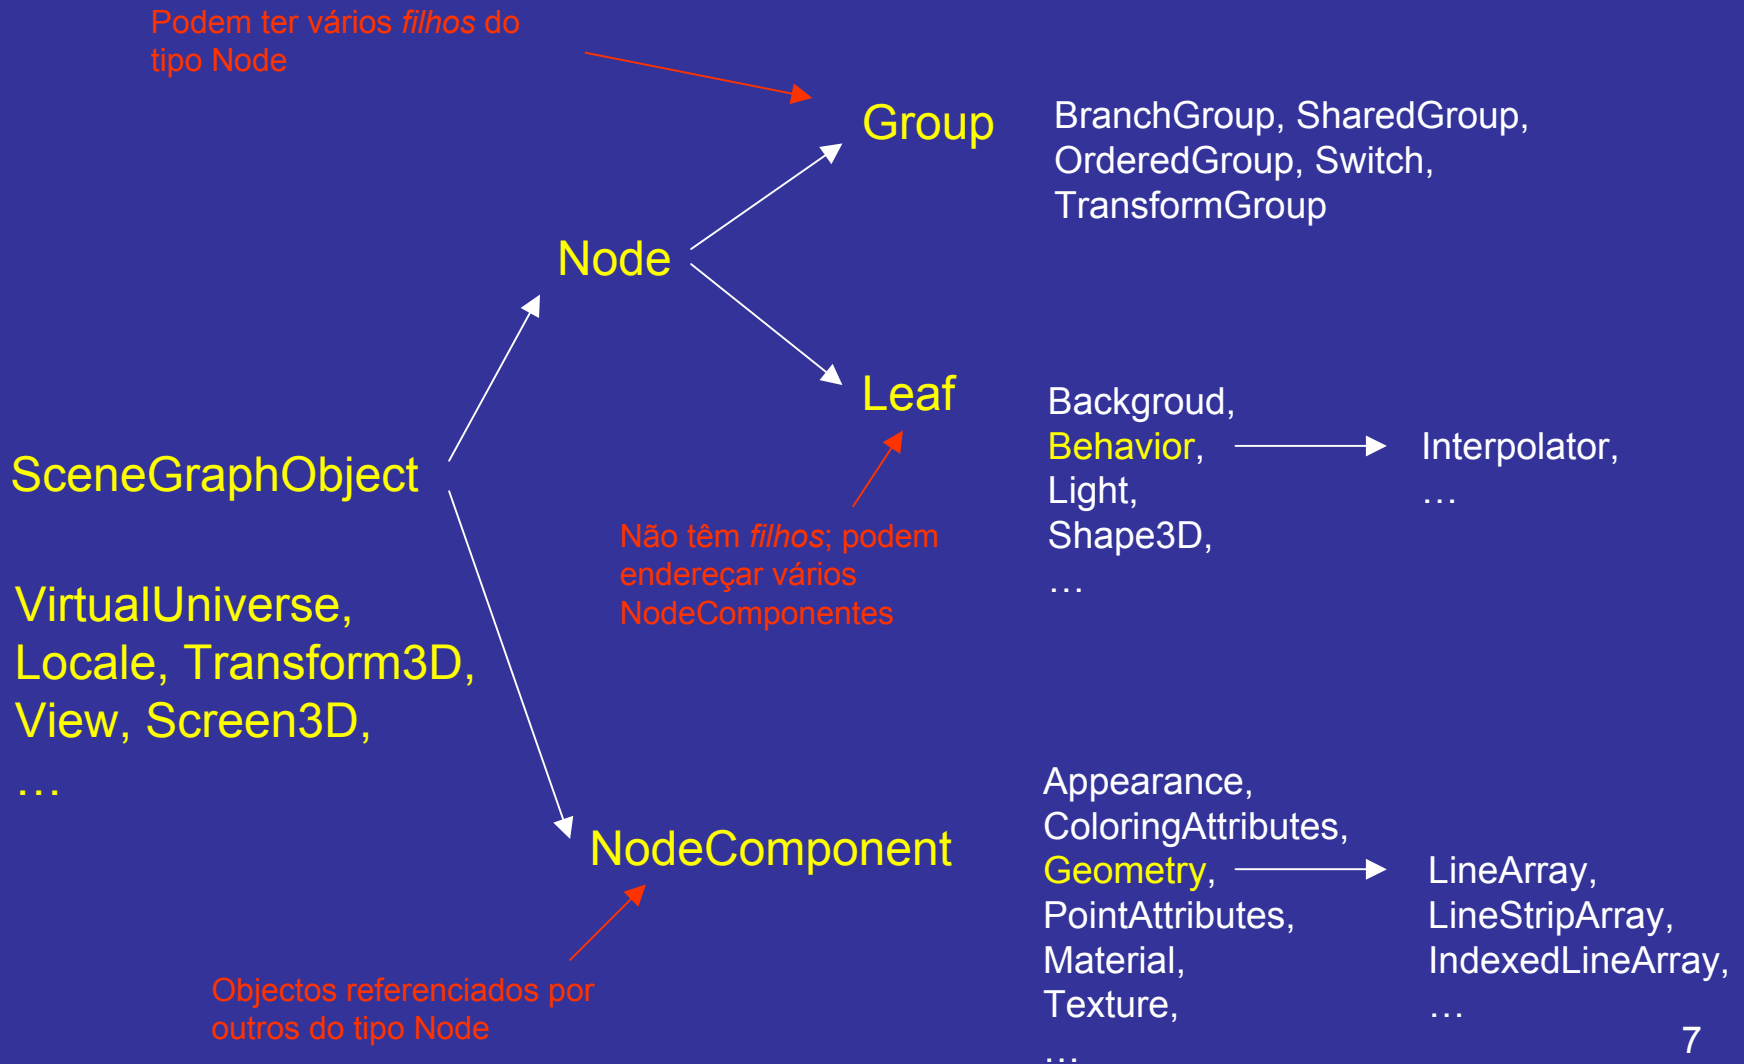 Podem ter vários filhos do
tipo Node
Group
BranchGroup, SharedGroup,
OrderedGroup, Switch,
TransformGroup
Node
Leaf
Backgroud,
Behavior,
Light,
Shape3D,
…
Interpolator,
…
SceneGraphObject
Não têm filhos; podem
endereçar vários
NodeComponentes
VirtualUniverse,
Locale, Transform3D,
View, Screen3D,
…
NodeComponent
Appearance,
ColoringAttributes,
Geometry,
PointAttributes,
Material,
Texture,
…
LineArray,
LineStripArray,
IndexedLineArray,
…
Objectos referenciados por
outros do tipo Node
7